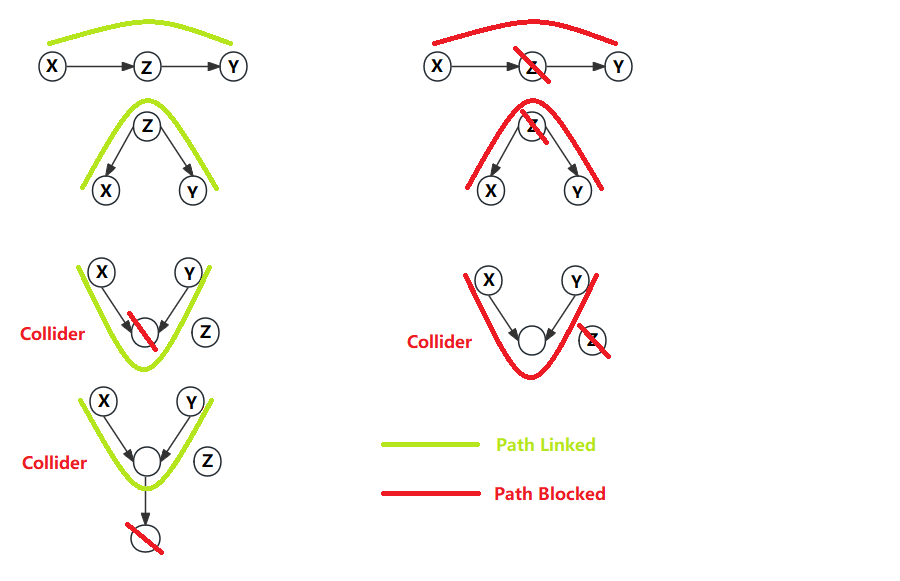 X Z Y
X Z Y
Z
X Y
Z
X Y
X Y
Collider Z
X Y
Collider Z
X Y
Collider Z
Path Linked
Path Blocked